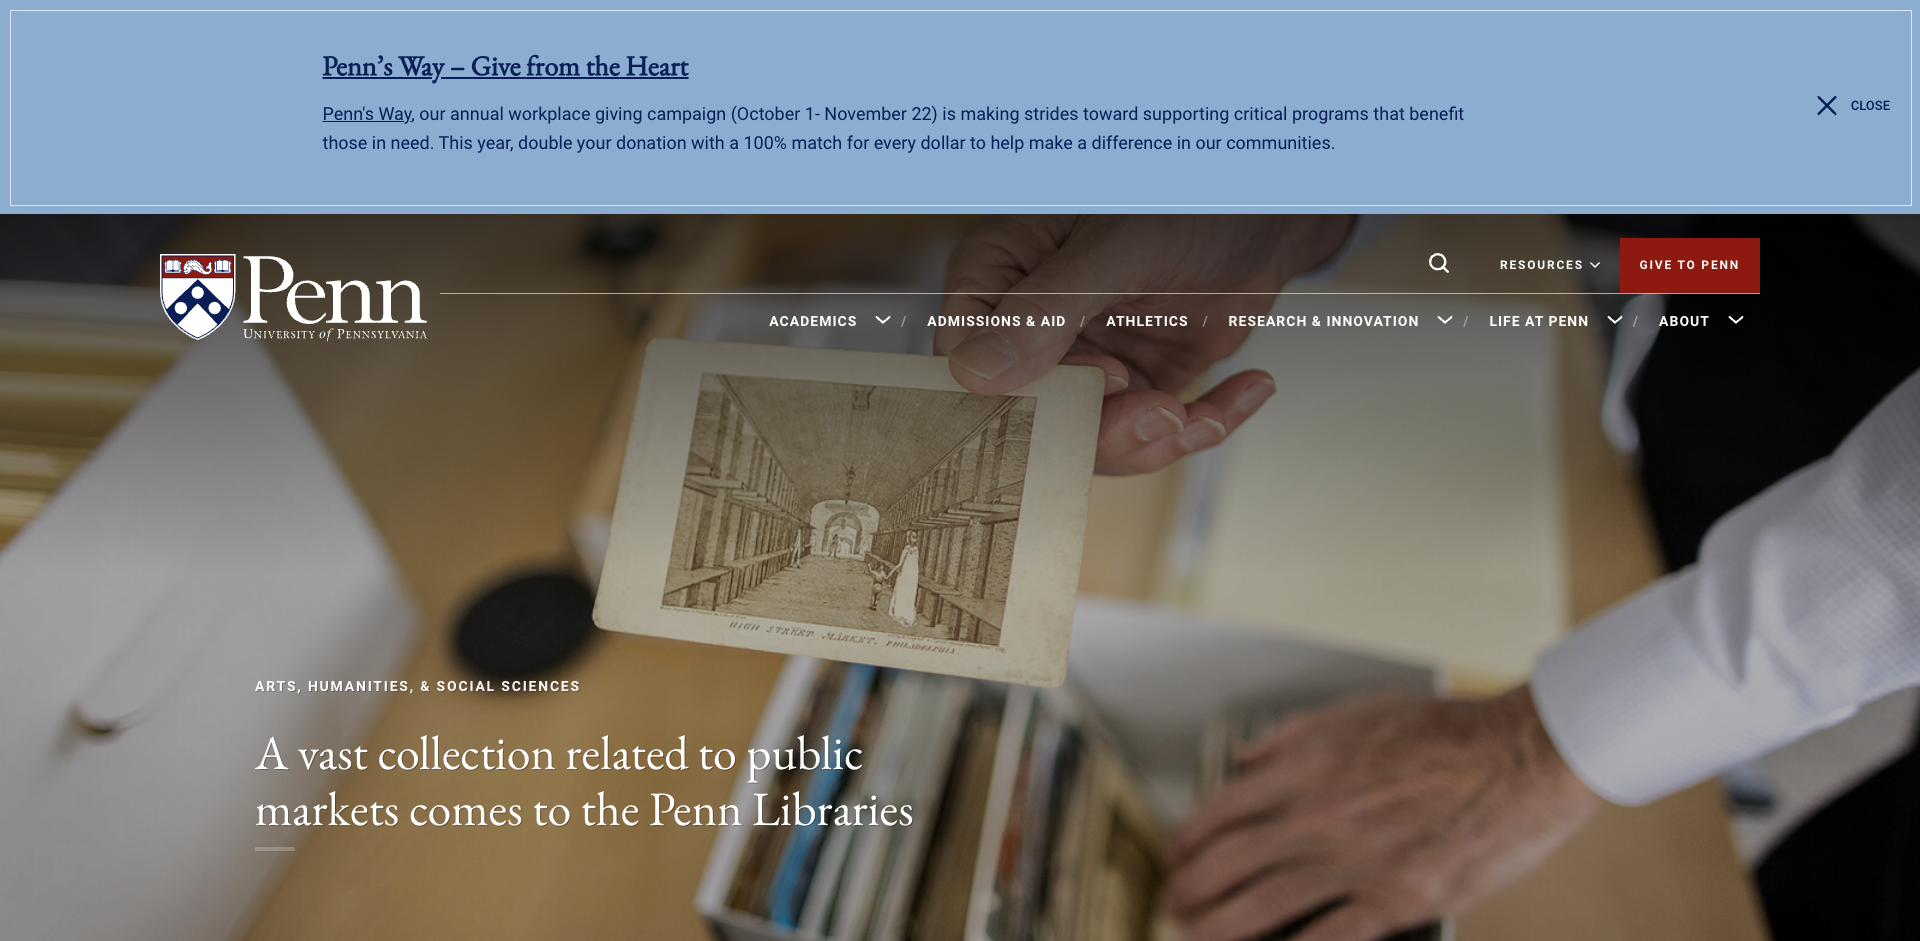 Penn’s Way – Give from the Heart
Penn's Way, our annual workplace giving campaign (October 1- November 22) is making strides toward supporting critical programs that benefit
those in need. This year, double your donation with a 100% match for every dollar to help make a difference in our communities.
CLOSE
Penn
UNIVERSITY of PENNSYLVANIA
RESOURCES
GIVE TO PENN
ACADEMICS / ADMISSIONS & AID / ATHLETICS / RESEARCH & INNOVATION / LIFE AT PENN / ABOUT
HIGH STREET MARKET, PHILADELPHIA
ARTS, HUMANITIES, & SOCIAL SCIENCES
A vast collection related to public
markets comes to the Penn Libraries